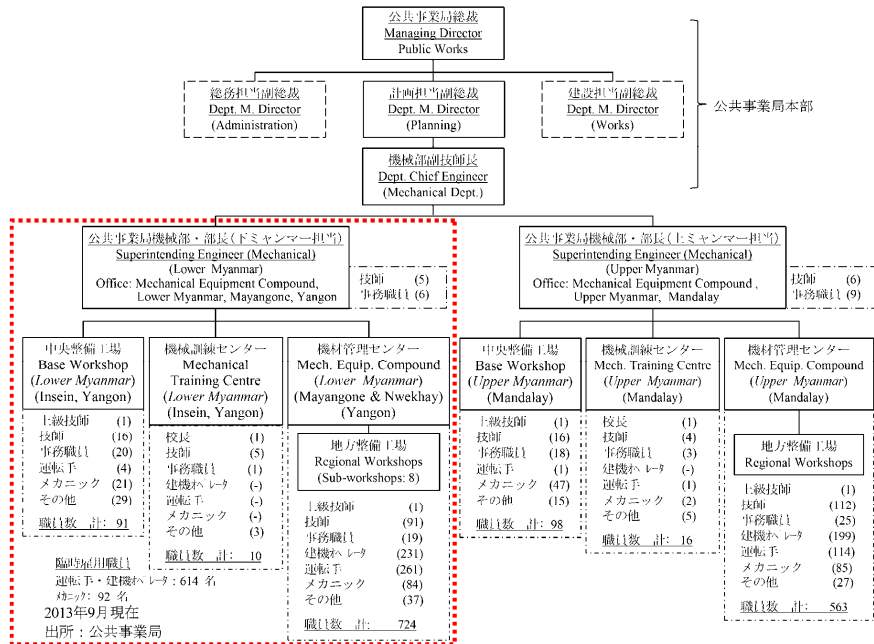 公共事業局総裁
Managing Director
Public Works
総務担当副総裁
Dept. M. Director
(Administration)
計画担当副総裁
Dept. M. Director
(Planning)
建設担当副総裁
Dept. M. Director
(Works)
公共事業局本部
機械部副技師長
Dept. Chief Engineer
(Mechanical Dept.)
公共事業局機械部・部長(下ミャンマー担当)
Superintending Engineer (Mechanical)
(Lower Myanmar)
Office: Mechanical Equipment Compound,
Lower Myanmar, Mayangone, Yangon
技師 (5)
事務職員 (6)
公共事業局機械部・部長(上ミャンマー担当)
Superintending Engineer (Mechanical)
(Upper Myanmar)
Office: Mechanical Equipment Compound ,
Upper Myanmar, Mandalay
技師 (6)
事務職員 (9)
中央整備工場
Base Workshop
(Lower Myanmar)
(Insein, Yangon)
上級技師 (1)
技師 (16)
事務職員 (20)
運転手 (4)
メカニック (21)
その他 (29)
職員数 計: 91
機械訓練センター
Mechanical
Training Centre
(Lower Myanmar)
(Insein, Yangon)
校長 (1)
技師 (5)
事務職員 (1)
建機オペレータ (-)
運転手 (-)
メカニック (-)
その他 (3)
職員数 計: 10
機材管理センター
Mech. Equip. Compound
(Lower Myanmar)
(Mayangone & Nwekhay)
(Yangon)
地方整備工場
Regional Workshops
(Sub-workshops: 8)
上級技師 (1)
技師 (91)
事務職員 (19)
建機オペレータ (231)
運転手 (261)
メカニック (84)
その他 (37)
職員数 計: 724
中央整備工場
Base Workshop
(Upper Myanmar)
(Mandalay)
上級技師 (1)
技師 (16)
事務職員 (18)
運転手 (1)
メカニック (47)
その他 (15)
職員数 計: 98
機械訓練センター
Mech. Training Centre
(Upper Myanmar)
(Mandalay)
校長 (1)
技師 (4)
事務職員 (3)
建機オペレータ (-)
運転手 (1)
メカニック (2)
その他 (5)
職員数 計: 16
機材管理センター
Mech. Equip. Compound
(Upper Myanmar)
(Mandalay)
地方整備工場
Regional Workshops
上級技師 (1)
技師 (112)
事務職員 (25)
建機オペレータ (199)
運転手 (114)
メカニック (85)
その他 (27)
職員数 計: 563
臨時雇用職員
運転手・建機オペレータ: 614 名
メカニック: 92 名
2013年9月現在
出所:公共事業局